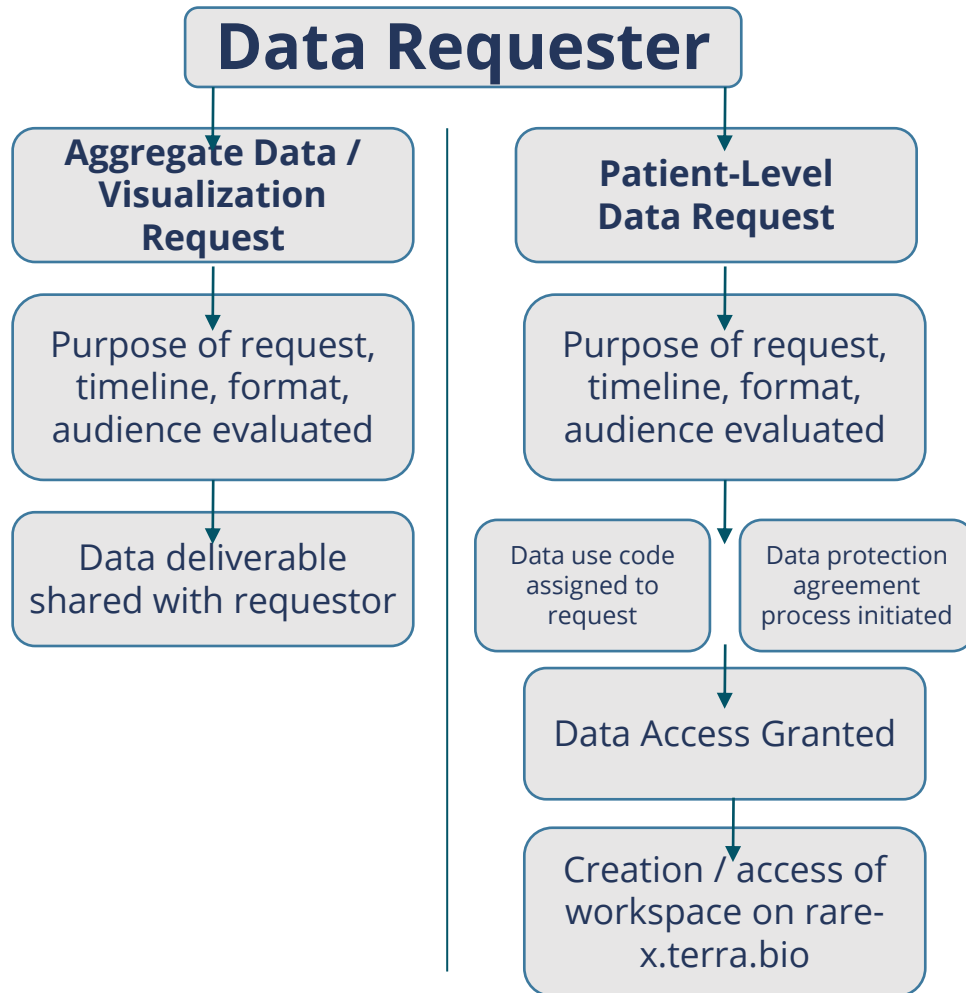 Data Requester
Aggregate Data /
Visualization
Request
Purpose of request,
timeline, format,
audience evaluated
Data deliverable
shared with requestor
Patient-Level
Data Request
Purpose of request,
timeline, format,
audience evaluated
Data use code
assigned to
request
Data protection
agreement
process initiated
Data Access Granted
Creation / access of
workspace on rare-
x.terra.bio